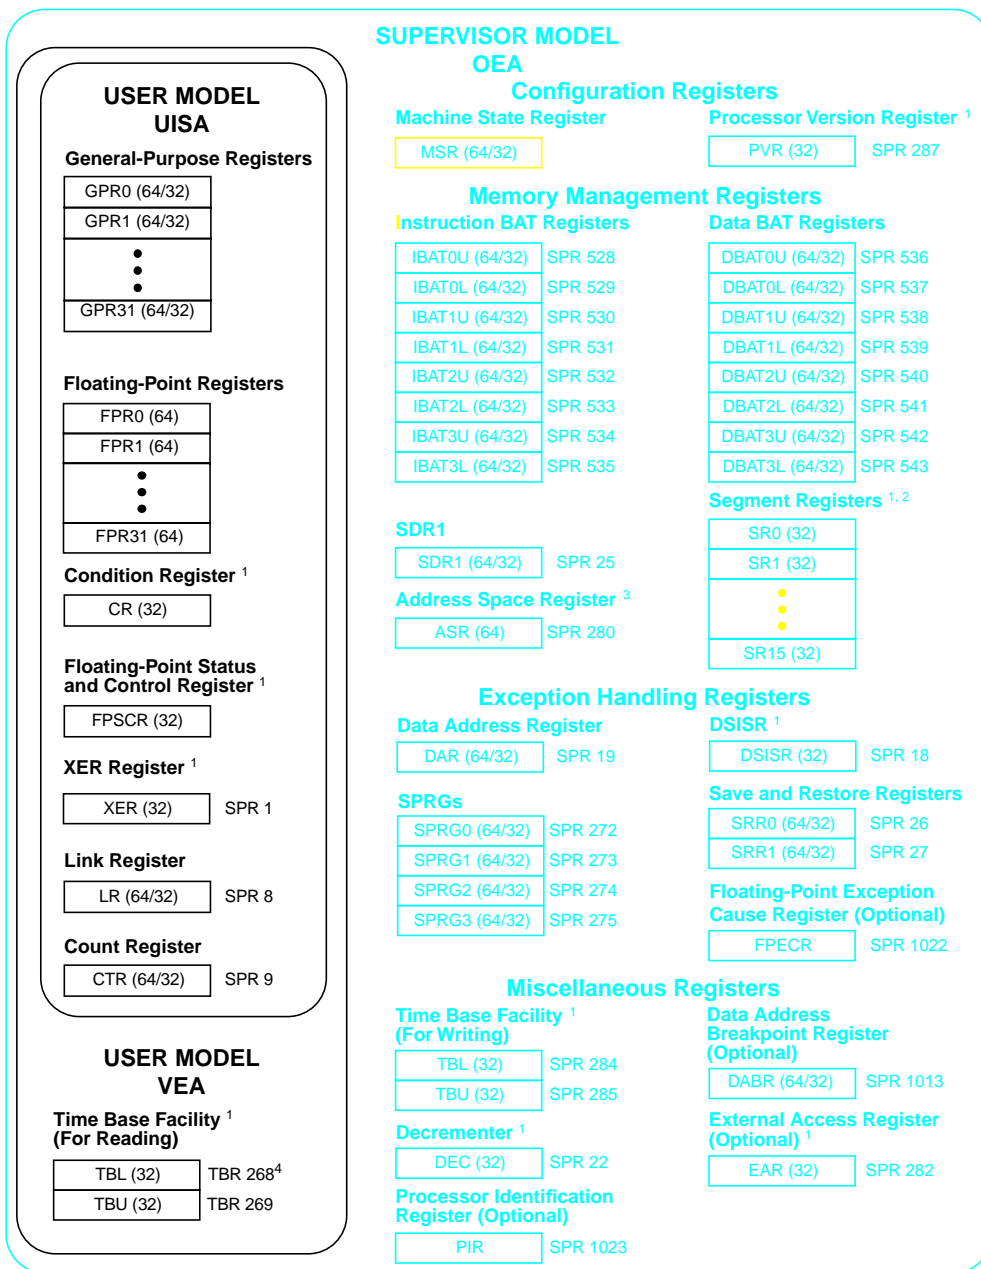 SUPERVISOR MODEL
OEA
USER MODEL
UISA
General-Purpose Registers
GPR0 (64/32)
GPR1 (64/32)
GPR31 (64/32)
Floating-Point Registers
FPR0 (64)
FPR1 (64)
FPR31 (64)
Condition Register 1
CR (32)
Floating-Point Status
and Control Register 1
FPSCR (32)
XER Register 1
XER (32) SPR 1
Link Register
LR (64/32) SPR 8
Count Register
CTR (64/32) SPR 9
USER MODEL
VEA
Time Base Facility 1
(For Reading)
TBL (32) TBR 2684
TBU (32) TBR 269
Configuration Registers
Machine State Register
MSR (64/32)
Processor Version Register 1
PVR (32) SPR 287
Memory Management Registers
Instruction BAT Registers
IBAT0U (64/32) SPR 528
IBAT0L (64/32) SPR 529
IBAT1U (64/32) SPR 530
IBAT1L (64/32) SPR 531
IBAT2U (64/32) SPR 532
IBAT2L (64/32) SPR 533
IBAT3U (64/32) SPR 534
IBAT3L (64/32) SPR 535
Data BAT Registers
DBAT0U (64/32) SPR 536
DBAT0L (64/32) SPR 537
DBAT1U (64/32) SPR 538
DBAT1L (64/32) SPR 539
DBAT2U (64/32) SPR 540
DBAT2L (64/32) SPR 541
DBAT3U (64/32) SPR 542
DBAT3L (64/32) SPR 543
SDR1
SDR1 (64/32) SPR 25
Address Space Register 3
ASR (64) SPR 280
Segment Registers 1, 2
SR0 (32)
SR1 (32)
SR15 (32)
Exception Handling Registers
Data Address Register
DAR (64/32) SPR 19
SPRGs
SPRG0 (64/32) SPR 272
SPRG1 (64/32) SPR 273
SPRG2 (64/32) SPR 274
SPRG3 (64/32) SPR 275
DSISR 1
DSISR (32) SPR 18
Save and Restore Registers
SRR0 (64/32) SPR 26
SRR1 (64/32) SPR 27
Floating-Point Exception
Cause Register (Optional)
FPECR SPR 1022
Miscellaneous Registers
Time Base Facility 1
(For Writing)
TBL (32) SPR 284
TBU (32) SPR 285
Decrementer 1
DEC (32) SPR 22
Processor Identification
Register (Optional)
PIR SPR 1023
Data Address
Breakpoint Register
(Optional)
DABR (64/32) SPR 1013
External Access Register
(Optional) 1
EAR (32) SPR 282